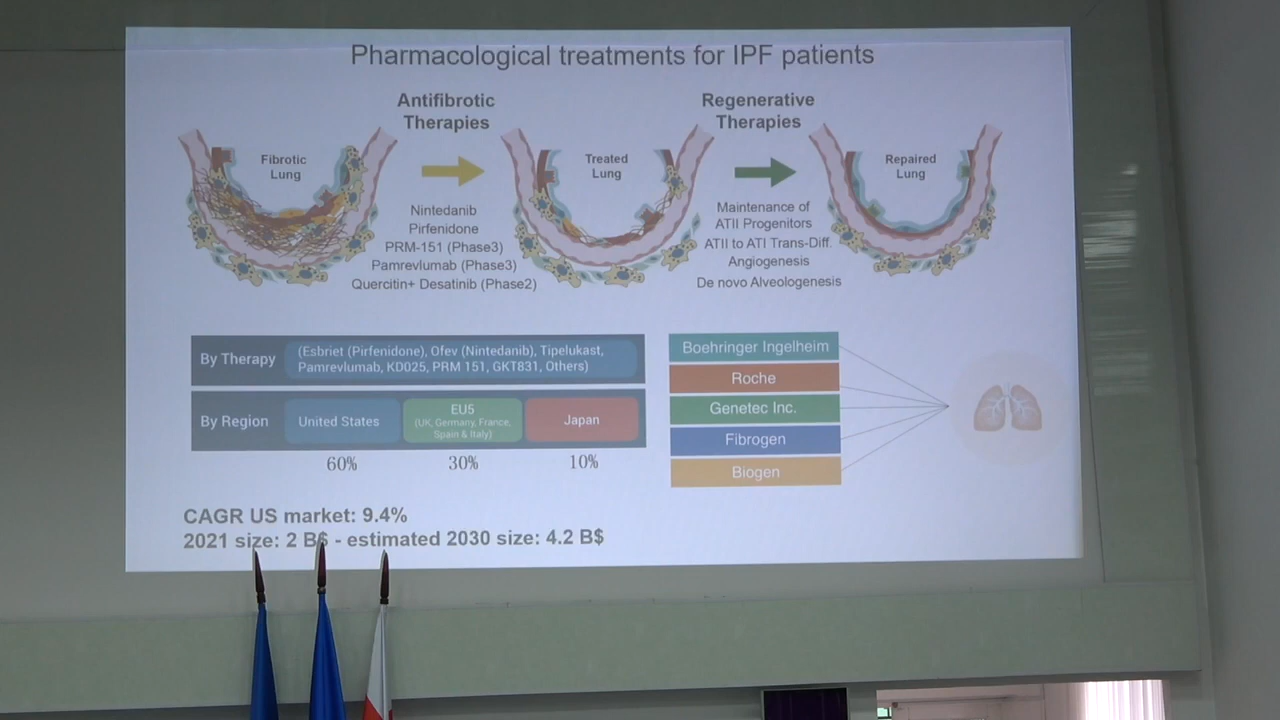 Pharmacological treatments for IPF patients
Antifibrotic
Therapies
Regenerative
Therapies
Fibrotic
Lung
Treated
Lung
Repaired
Lung
Nintedanib
Pirfenidone
PRM-151 (Phase3)
Pamrevlumab (Phase3)
Quercitin+ Desatinib (Phase2)
Maintenance of
ATII Progenitors
ATII to ATI Trans-Diff.
Angiogenesis
De novo Alveologenesis
By Therapy
(Esbriet (Pirfenidone), Ofev (Nintedanib), Tipelukast,
Pamrevlumab, KD025, PRM 151, GKT831, Others)
By Region
United States
EU5
(UK, Germany, France,
Spain & Italy)
Japan
60%
30%
10%
Boehringer Ingelheim
Roche
Genetec Inc.
Fibrogen
Biogen
CAGR US market: 9.4%
2021 size: 2 B$ - estimated 2030 size: 4.2 B$